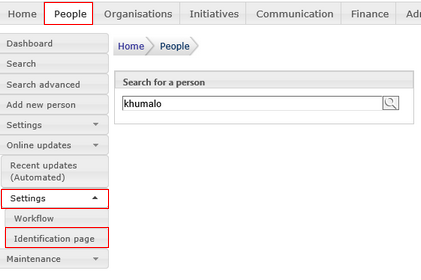 Home People Organisations Initiatives Communication Finance
Dashboard
Search
Search advanced
Add new person
Settings
Online updates
Recent updates
(Automated)
Settings
Workflow
Identification page
Maintenance
Home People
Search for a person
khumalo